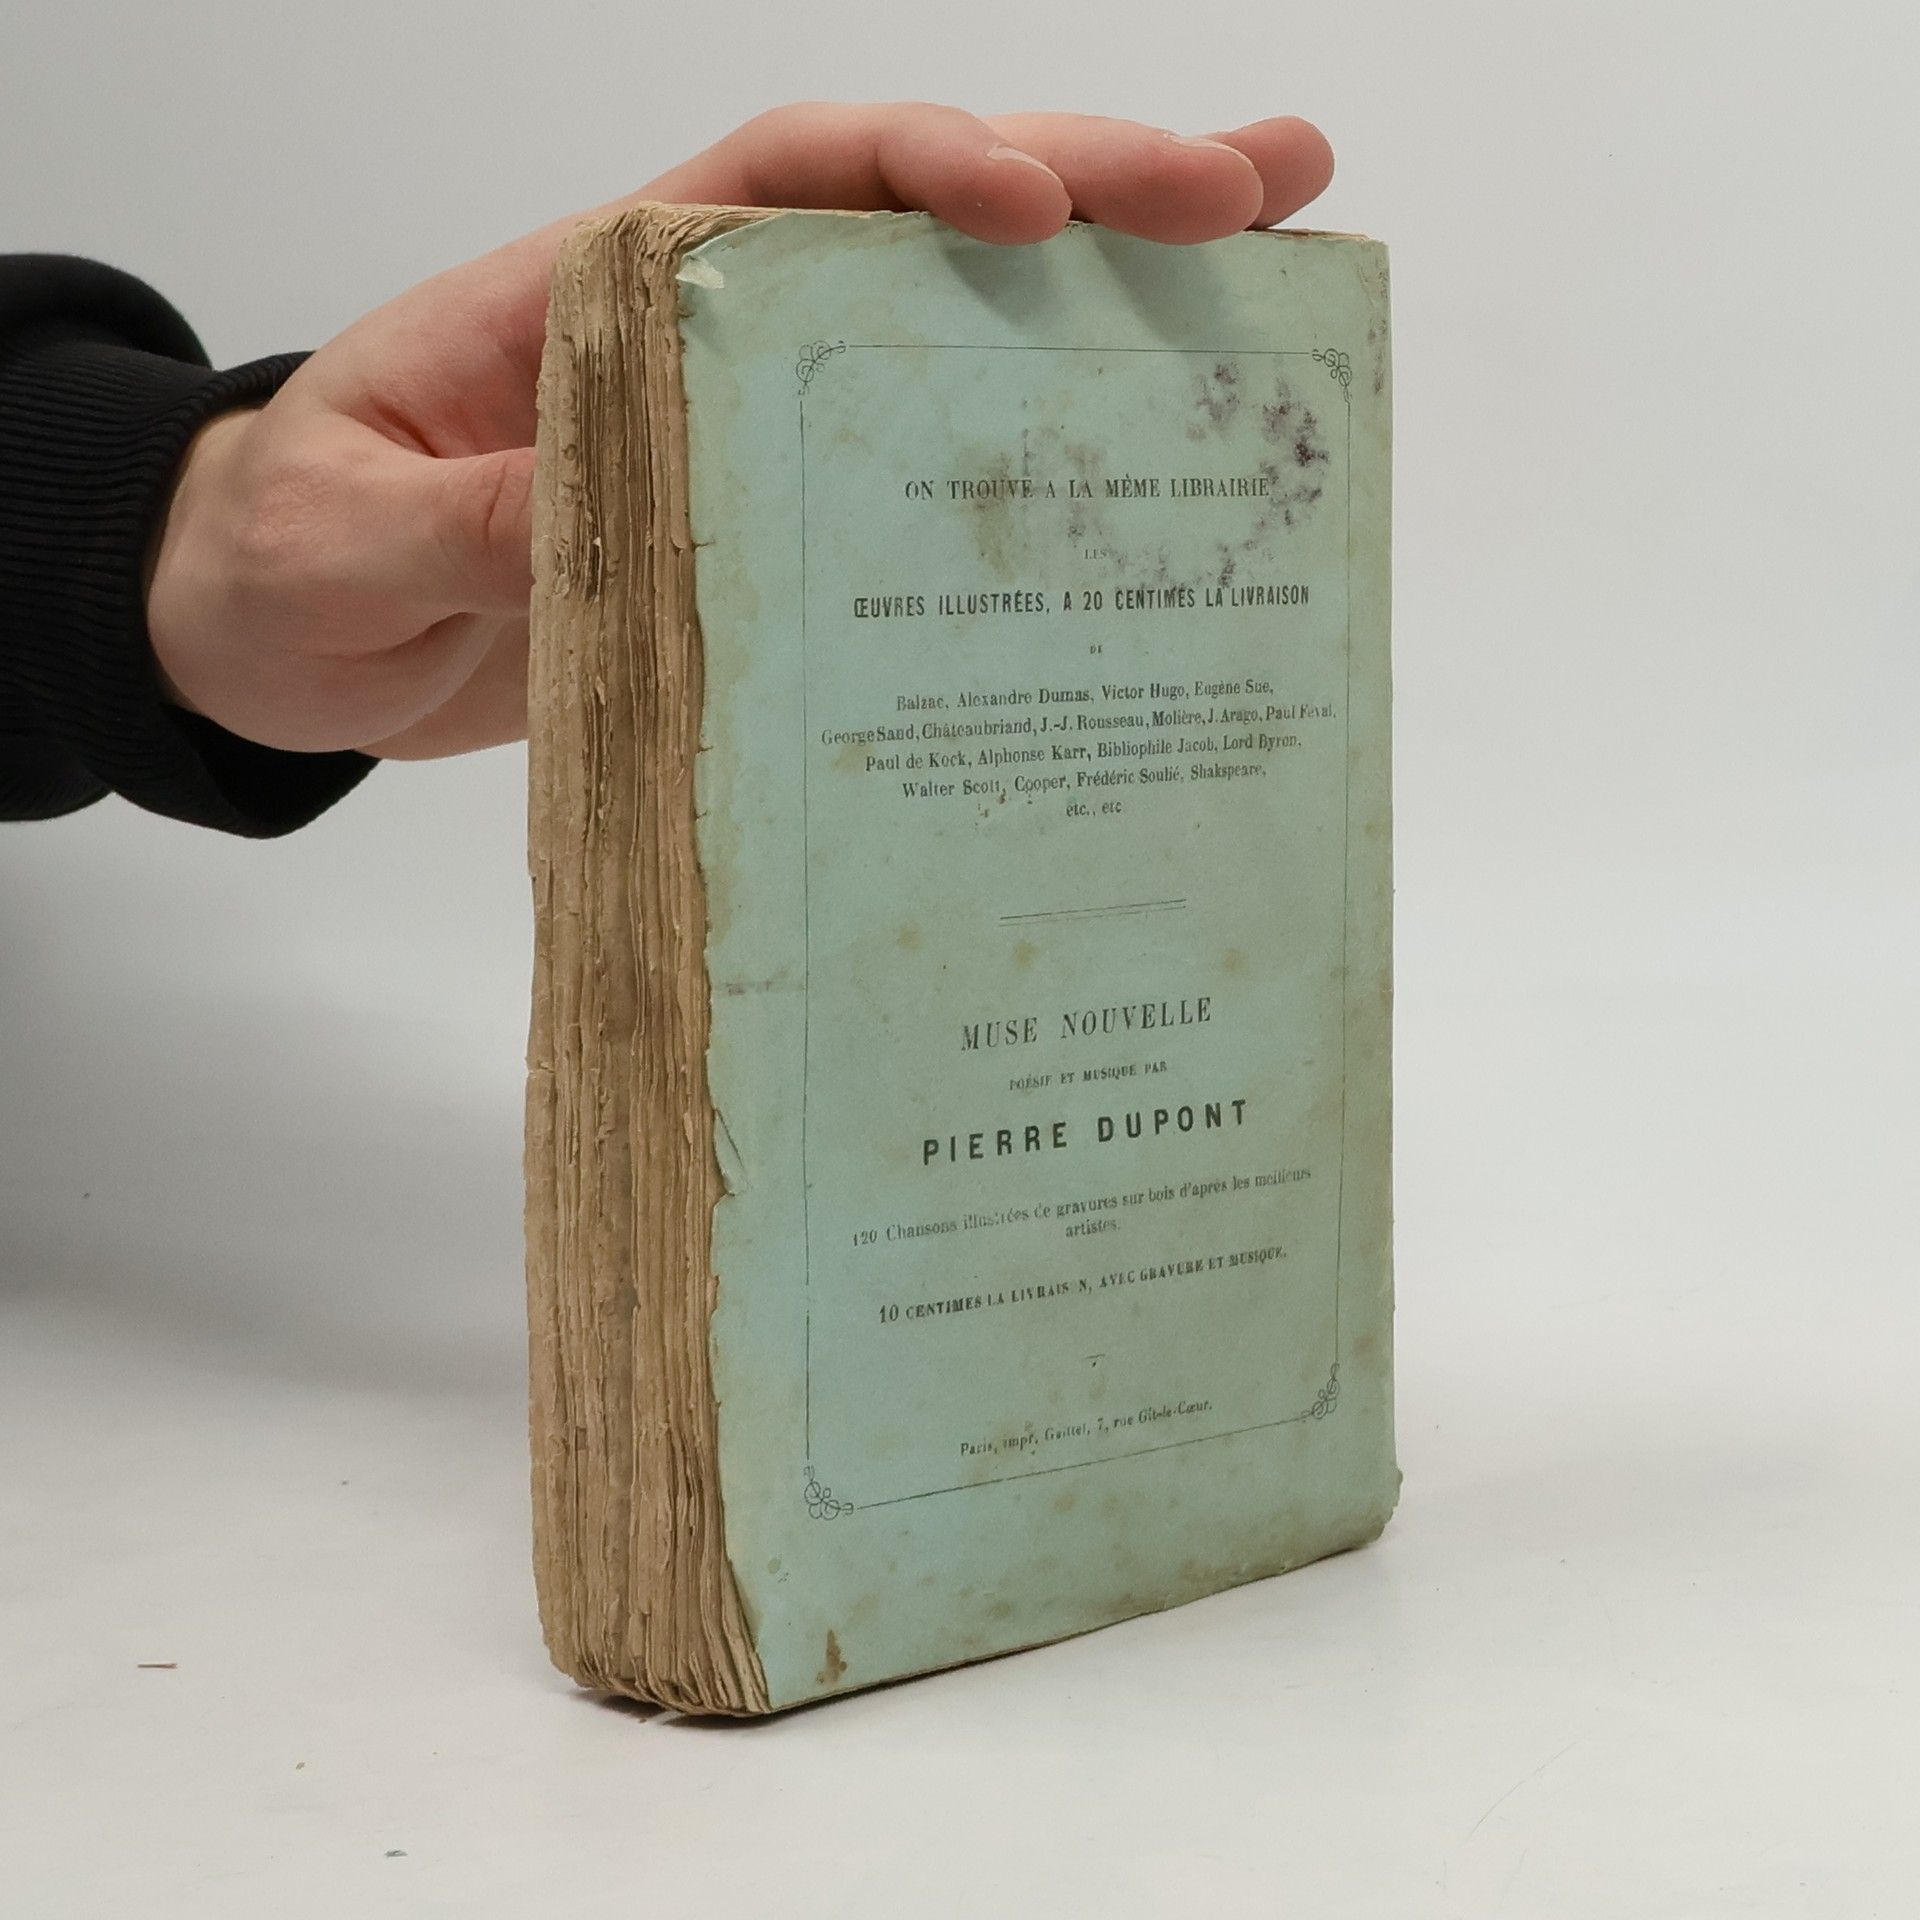 ON TROUVE A LA MÊME LIBRAIRIE
LES
ŒUVRES ILLUSTRÉES, A 20 CENTIMES LA LIVRAISON
DE
Balzac, Alexandre Dumas, Victor Hugo, Eugène Sue,
George Sand, Châteaubriand, J.-J. Rousseau, Molière, J. Arago, Paul Féval,
Paul de Kock, Alphonse Karr, Bibliophile Jacob, Lord Byron,
Walter Scott, Cooper, Frédéric Soulié, Shakspeare,
etc., etc
MUSE NOUVELLE
POÉSIE ET MUSIQUE PAR
PIERRE DUPONT
120 Chansons illustrées de gravures sur bois d'après les meilleurs
artistes.
10 CENTIMES LA LIVRAIS N, AVEC GRAVURE ET MUSIQUE.
Paris, impr. Gaittet, 7, rue Gît-le-Cœur.